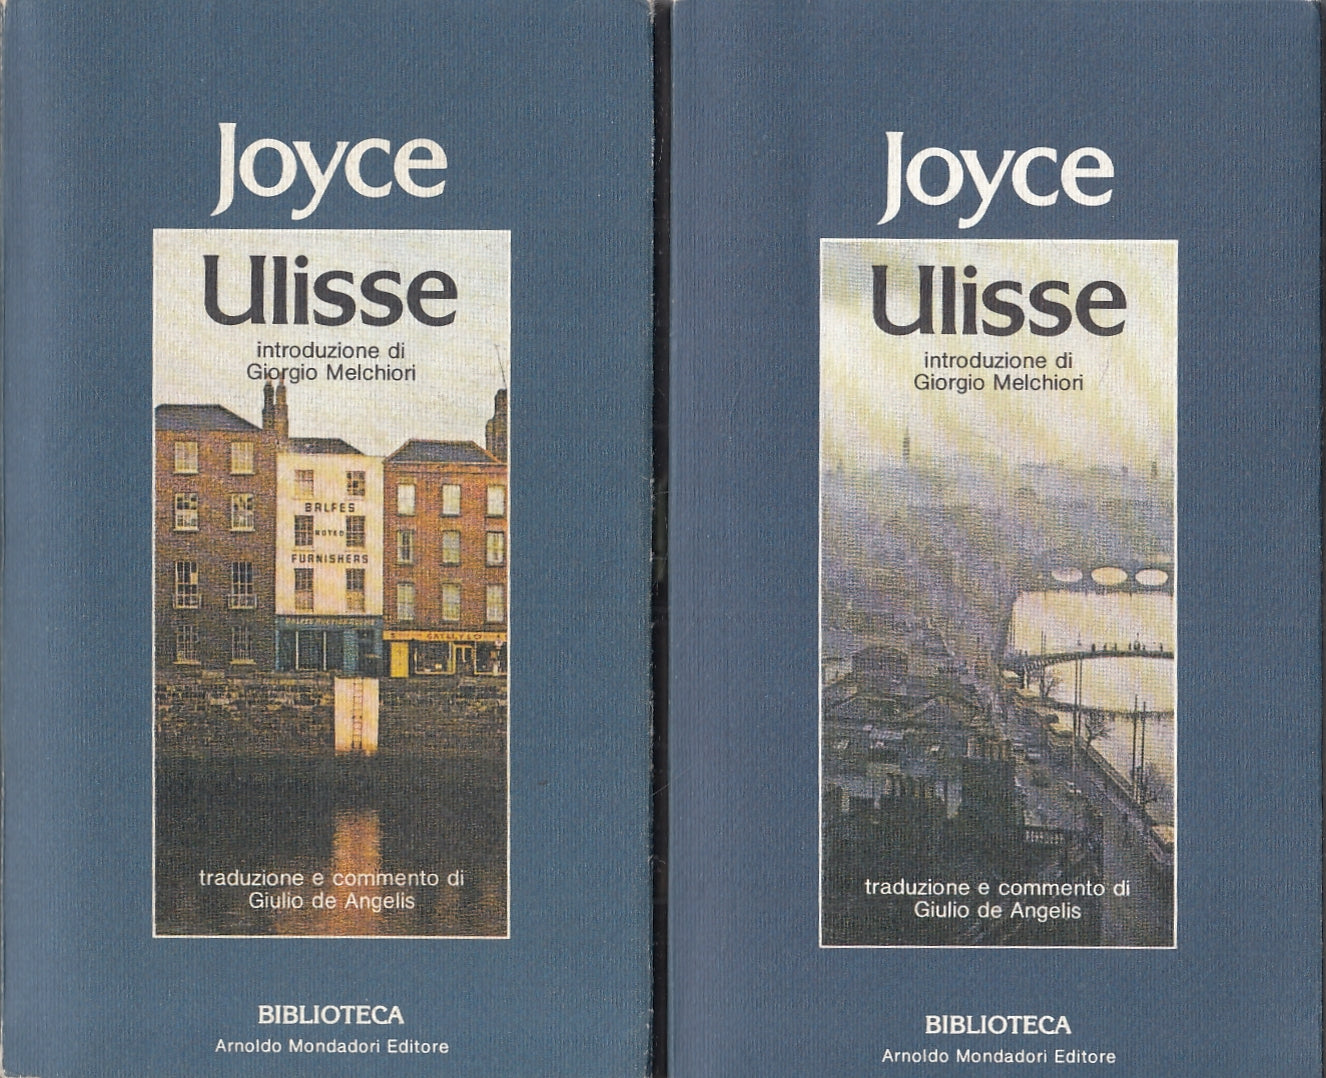 Joyce
Ulisse
introduzione di
Giorgio Melchiori
BALFES
NOTED
FURNISHERS
traduzione e commento di
Giulio de Angelis
BIBLIOTECA
Arnoldo Mondadori Editore
Joyce
Ulisse
introduzione di
Giorgio Melchiori
traduzione e commento di
Giulio de Angelis
BIBLIOTECA
Arnoldo Mondadori Editore